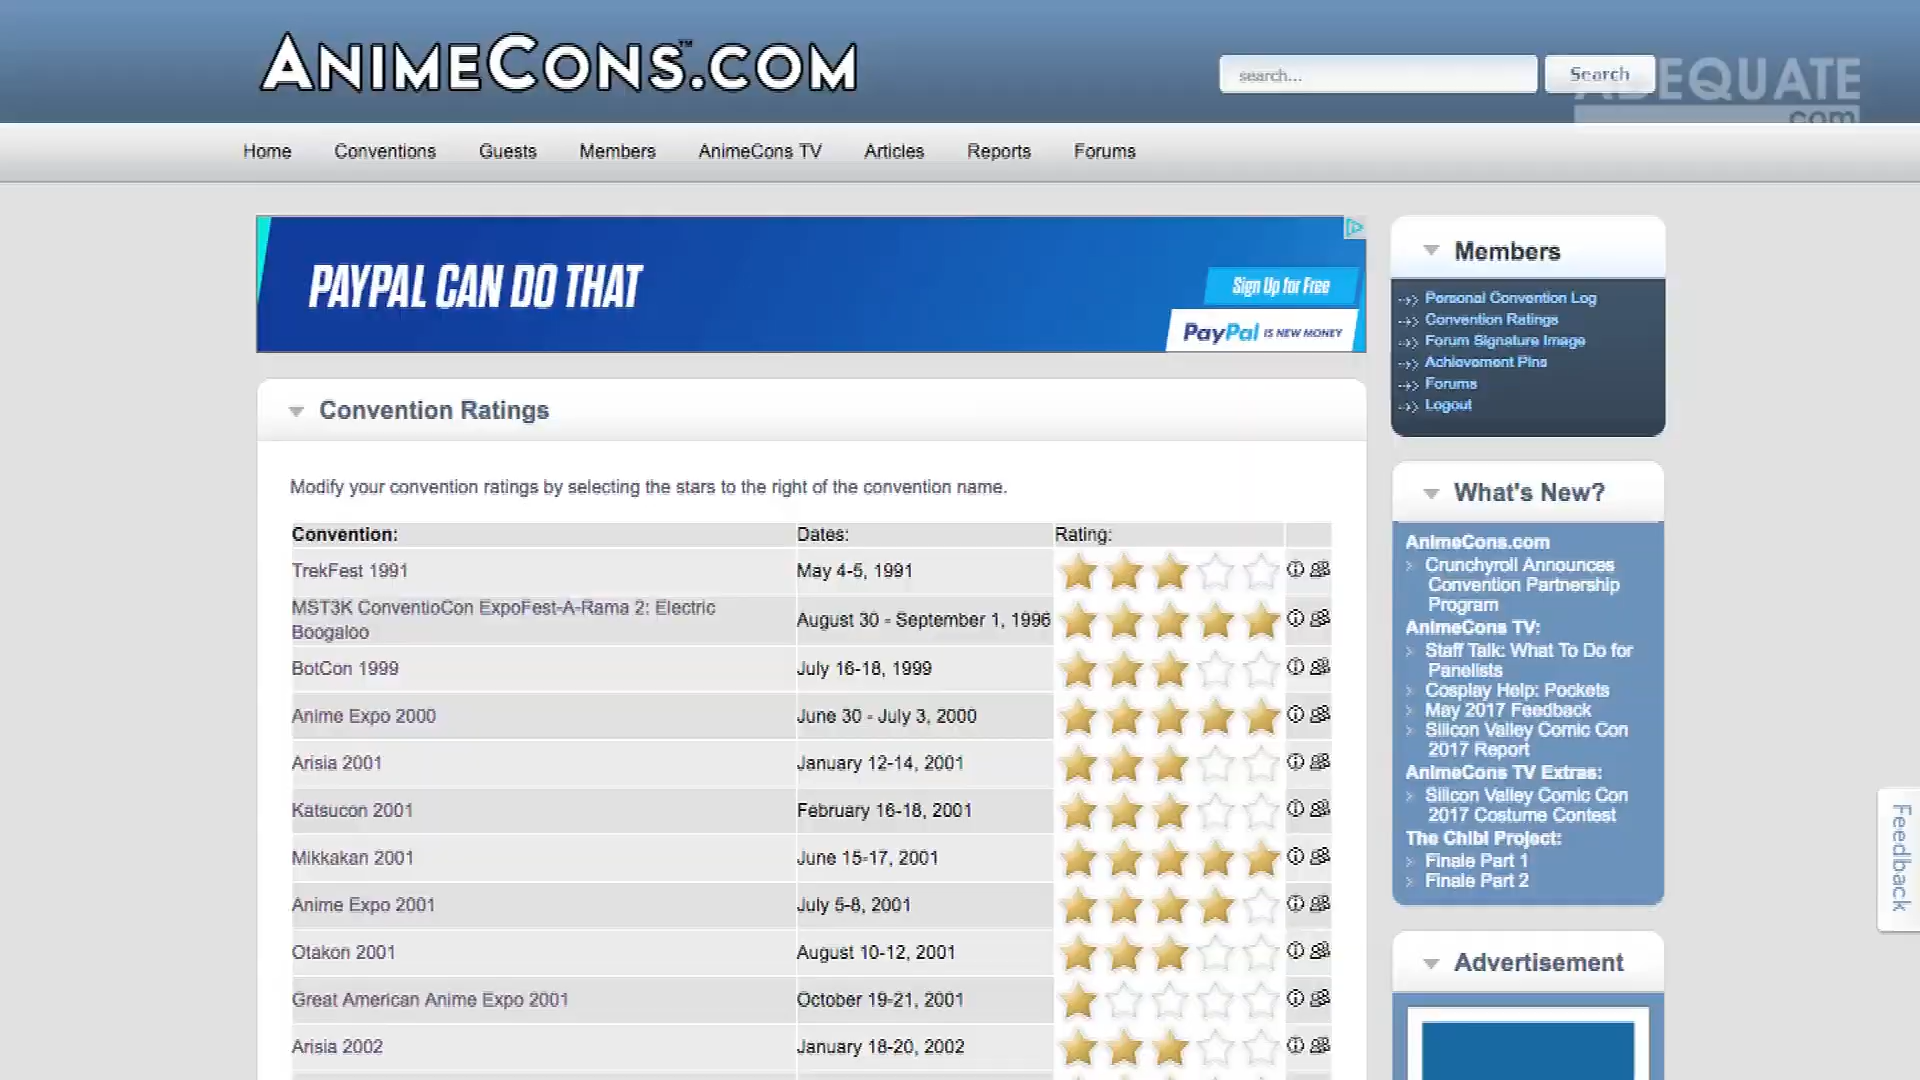 ANIMECONS.COM™
search...
Search
ADEQUATE
.com
Home Conventions Guests Members AnimeCons TV Articles Reports Forums
PAYPAL CAN DO THAT
Sign Up for Free
PayPal IS NEW MONEY
Convention Ratings
Modify your convention ratings by selecting the stars to the right of the convention name.
Convention: Dates: Rating:
TrekFest 1991 May 4-5, 1991
MST3K ConventioCon ExpoFest-A-Rama 2: Electric
Boogaloo August 30 - September 1, 1996
BotCon 1999 July 16-18, 1999
Anime Expo 2000 June 30 - July 3, 2000
Arisia 2001 January 12-14, 2001
Katsucon 2001 February 16-18, 2001
Mikkakan 2001 June 15-17, 2001
Anime Expo 2001 July 5-8, 2001
Otakon 2001 August 10-12, 2001
Great American Anime Expo 2001 October 19-21, 2001
Arisia 2002 January 18-20, 2002
Members
Personal Convention Log
Convention Ratings
Forum Signature Image
Achievement Pins
Forums
Logout
What's New?
AnimeCons.com
Crunchyroll Announces
Convention Partnership
Program
AnimeCons TV:
Staff Talk: What To Do for
Panelists
Cosplay Help: Pockets
May 2017 Feedback
Silicon Valley Comic Con
2017 Report
AnimeCons TV Extras:
Silicon Valley Comic Con
2017 Costume Contest
The Chibi Project:
Finale Part 1
Finale Part 2
Advertisement
Feedback